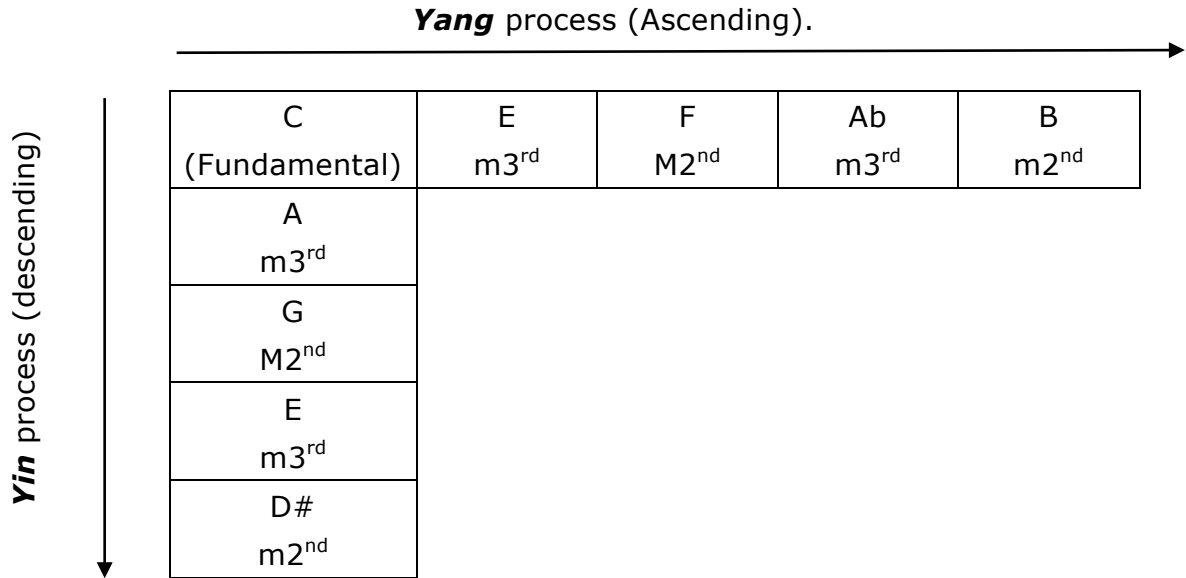 Yang process (Ascending).
Yin process (descending)
C E F Ab B
(Fundamental) m3rd M2nd m3rd m2nd
A
m3rd
G
M2nd
E
m3rd
D#
m2nd